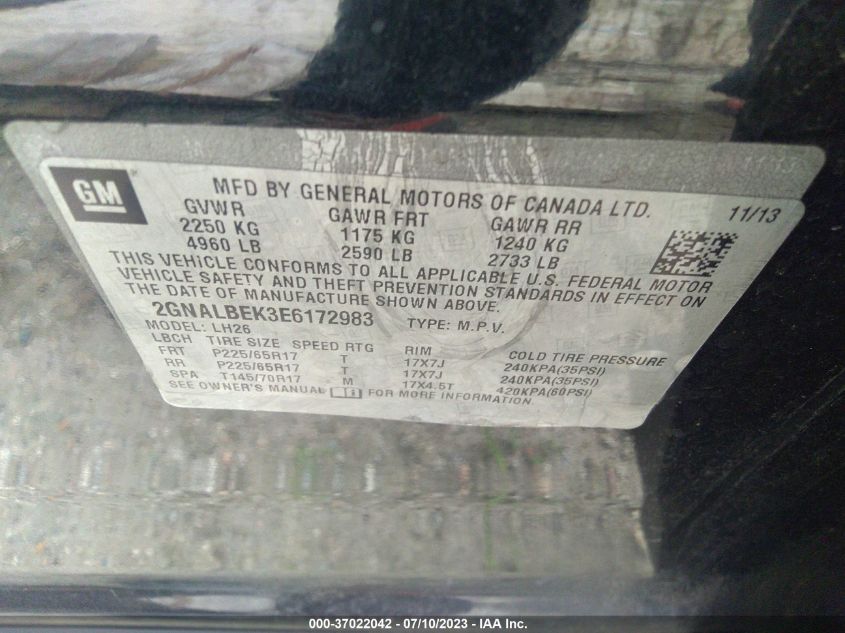 GM
MFD BY GENERAL MOTORS OF CANADA LTD.
11/13
GVWR GAWR FRT GAWR RR
2250 KG 1175 KG 1240 KG
4960 LB 2590 LB 2733 LB
THIS VEHICLE CONFORMS TO ALL APPLICABLE U.S. FEDERAL MOTOR
VEHICLE SAFETY AND THEFT PREVENTION STANDARDS IN EFFECT ON
THE DATE OF MANUFACTURE SHOWN ABOVE.
2GNALBEK3E6172983 TYPE: M.P.V.
MODEL: LH26
LBCH TIRE SIZE SPEED RTG RIM COLD TIRE PRESSURE
FRT P225/65R17 T 17X7J 240KPA(35PSI)
RR P225/65R17 T 17X7J 240KPA(35PSI)
SPA T145/70R17 M 17X4.5T 420KPA(60PSI)
SEE OWNER'S MANUAL FOR MORE INFORMATION.
000-37022042 - 07/10/2023 - IAA Inc.